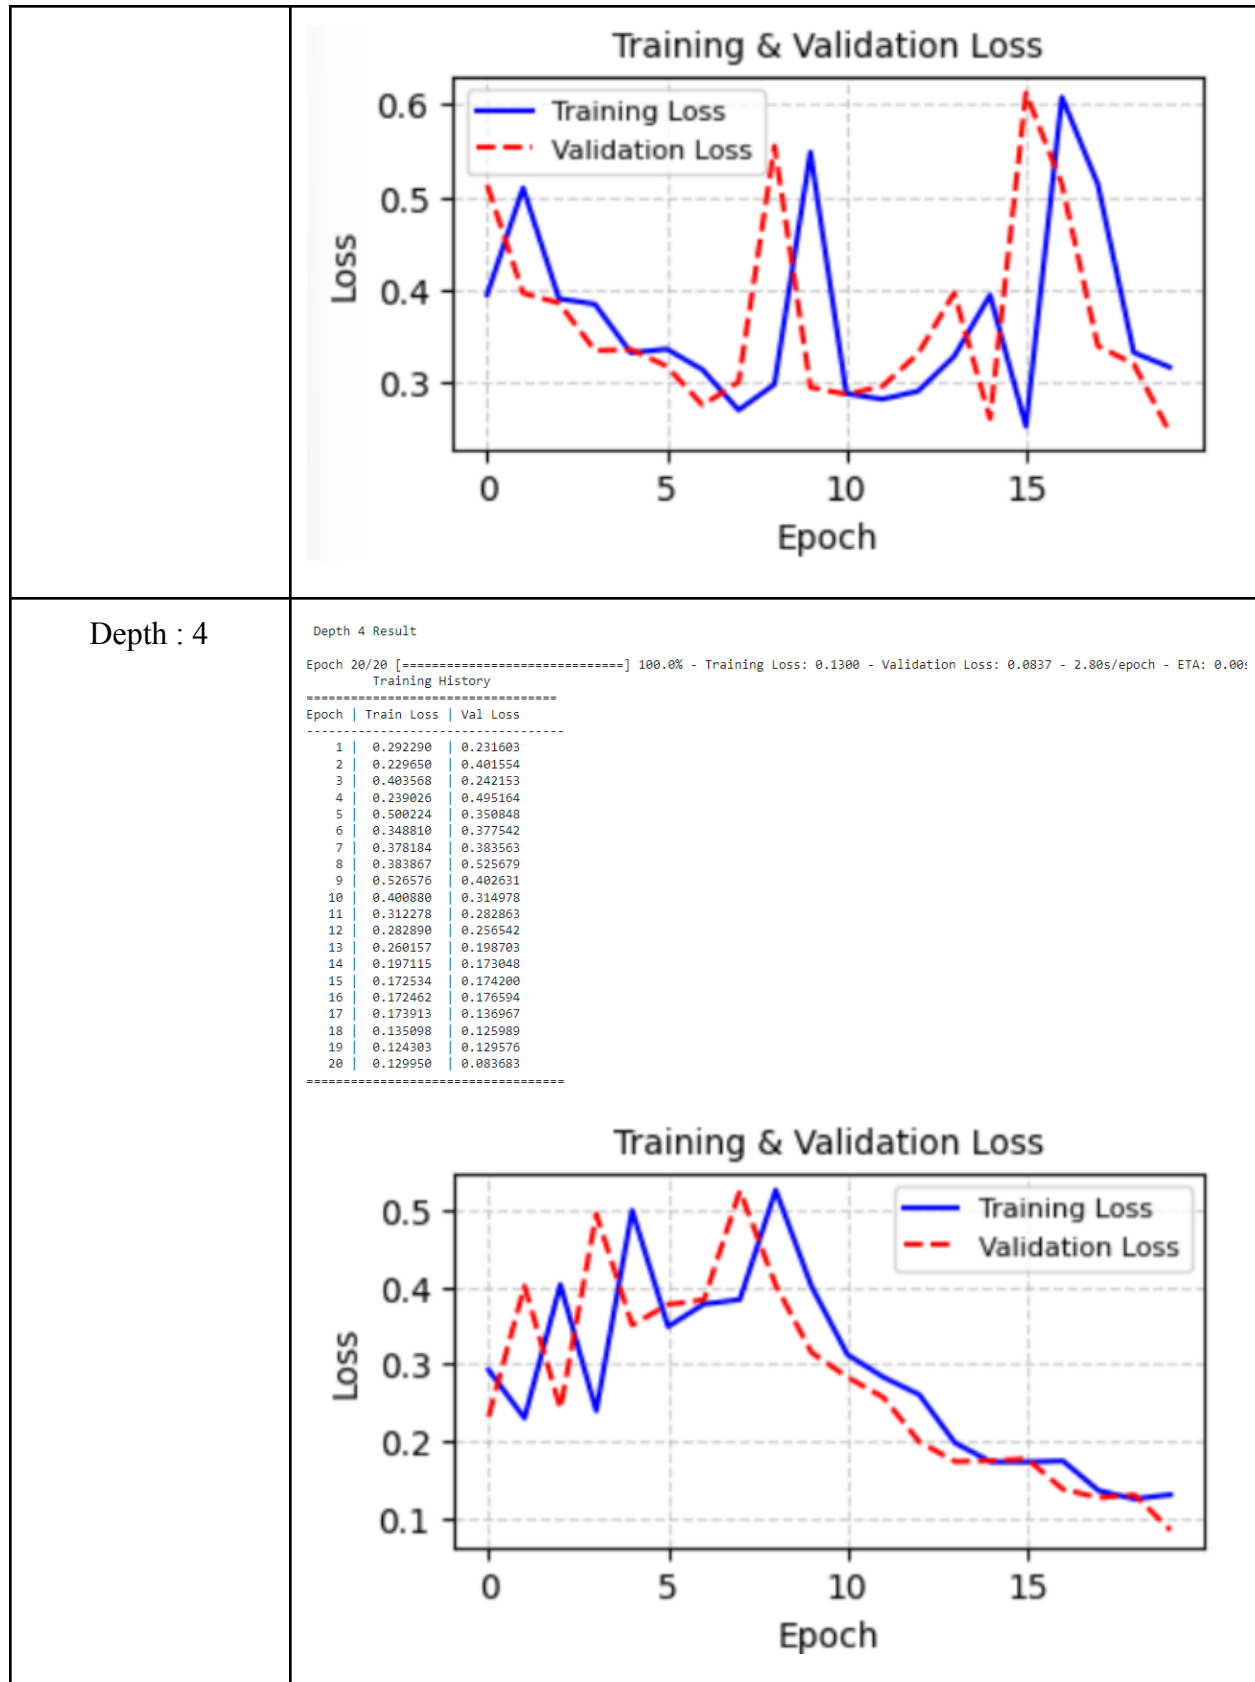 Training & Validation Loss
0.6
0.5
0.4
0.3
Loss
Training Loss
Validation Loss
0 5 10 15
Epoch
Depth : 4
Depth 4 Result
Epoch 20/20 [==============================] 100.0% - Training Loss: 0.1300 - Validation Loss: 0.0837 - 2.80s/epoch - ETA: 0.00s
Training History
==================================
Epoch | Train Loss | Val Loss
-----------------------------------
1 | 0.292290 | 0.231603
2 | 0.229650 | 0.401554
3 | 0.403568 | 0.242153
4 | 0.239026 | 0.495164
5 | 0.500224 | 0.350848
6 | 0.348810 | 0.377542
7 | 0.378184 | 0.383563
8 | 0.383867 | 0.525679
9 | 0.526576 | 0.402631
10 | 0.400880 | 0.314978
11 | 0.312278 | 0.282863
12 | 0.282890 | 0.256542
13 | 0.260157 | 0.198703
14 | 0.197115 | 0.173048
15 | 0.172534 | 0.174200
16 | 0.172462 | 0.176594
17 | 0.173913 | 0.136967
18 | 0.135098 | 0.125989
19 | 0.124303 | 0.129576
20 | 0.129950 | 0.083683
===================================
Training & Validation Loss
0.5
0.4
0.3
0.2
0.1
Loss
Training Loss
Validation Loss
0 5 10 15
Epoch